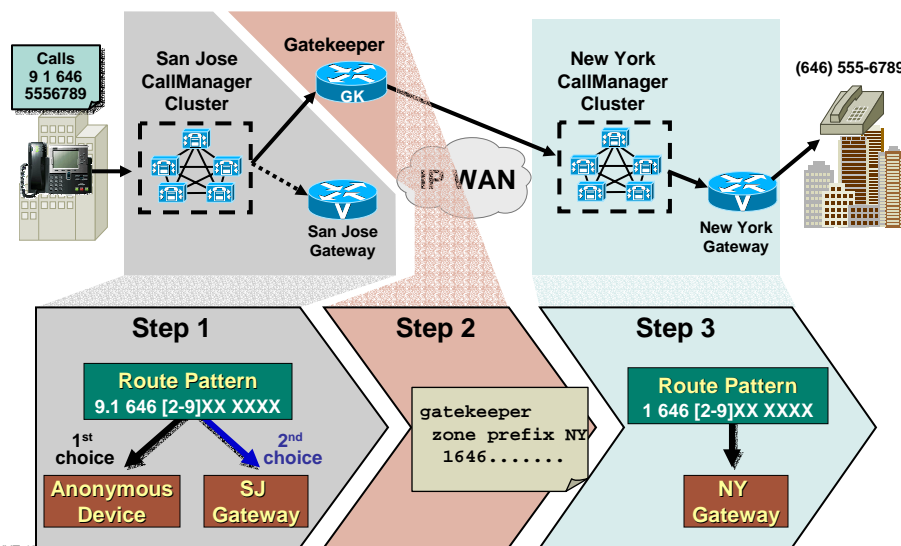 Calls
9 1 646
5556789
San Jose
CallManager
Cluster
Gatekeeper
GK
New York
CallManager
Cluster
(646) 555-6789
IP WAN
V
San Jose
Gateway
V
New York
Gateway
Step 1
Route Pattern
9.1 646 [2-9]XX XXXX
1st
choice
2nd
choice
Anonymous
Device
SJ
Gateway
Step 2
gatekeeper
zone prefix NY
1646.......
Step 3
Route Pattern
1 646 [2-9]XX XXXX
NY
Gateway